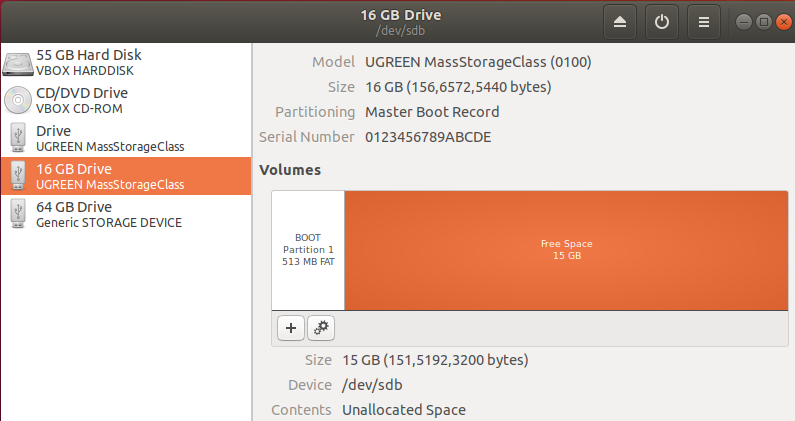 16 GB Drive
/dev/sdb
55 GB Hard Disk
VBOX HARDDISK
CD/DVD Drive
VBOX CD-ROM
Drive
UGREEN MassStorageClass
16 GB Drive
UGREEN MassStorageClass
64 GB Drive
Generic STORAGE DEVICE
Model UGREEN MassStorageClass (0100)
Size 16 GB (156,6572,5440 bytes)
Partitioning Master Boot Record
Serial Number 0123456789ABCDE
Volumes
BOOT
Partition 1
513 MB FAT
Free Space
15 GB
Size 15 GB (151,5192,3200 bytes)
Device /dev/sdb
Contents Unallocated Space